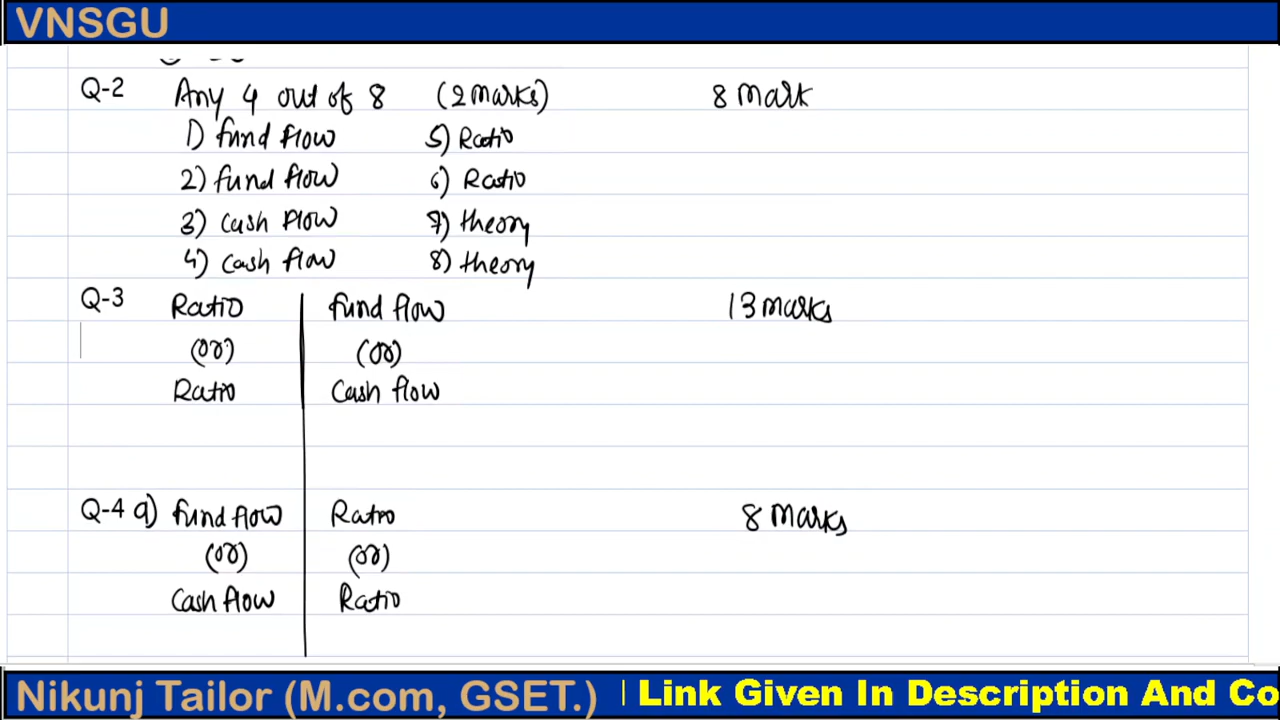 VNSGU
Q-2 Any 4 out of 8 (2 Marks) 8 Mark
1) fund flow 5) Ratio
2) fund flow 6) Ratio
3) Cash Flow 7) theory
4) Cash flow 8) theory
Q-3 Ratio fund flow 13 marks
(OR) (OR)
Ratio Cash flow
Q-4 a) fund flow Ratio 8 Marks
(OR) (OR)
Cash flow Ratio
Nikunj Tailor (M.com, GSET.) | Link Given In Description And Co